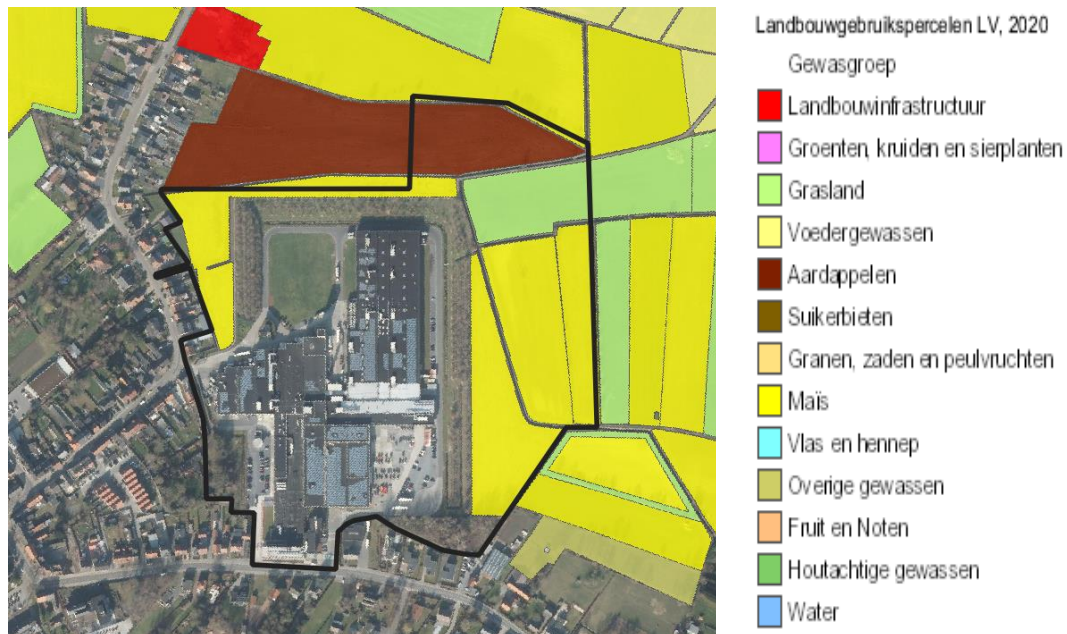 Landbouwgebruikspercelen LV, 2020
Gewasgroep
Landbouwinfrastructuur
Groenten, kruiden en sierplanten
Grasland
Voedergewassen
Aardappelen
Suikerbieten
Granen, zaden en peulvruchten
Maïs
Vlas en hennep
Overige gewassen
Fruit en Noten
Houtachtige gewassen
Water